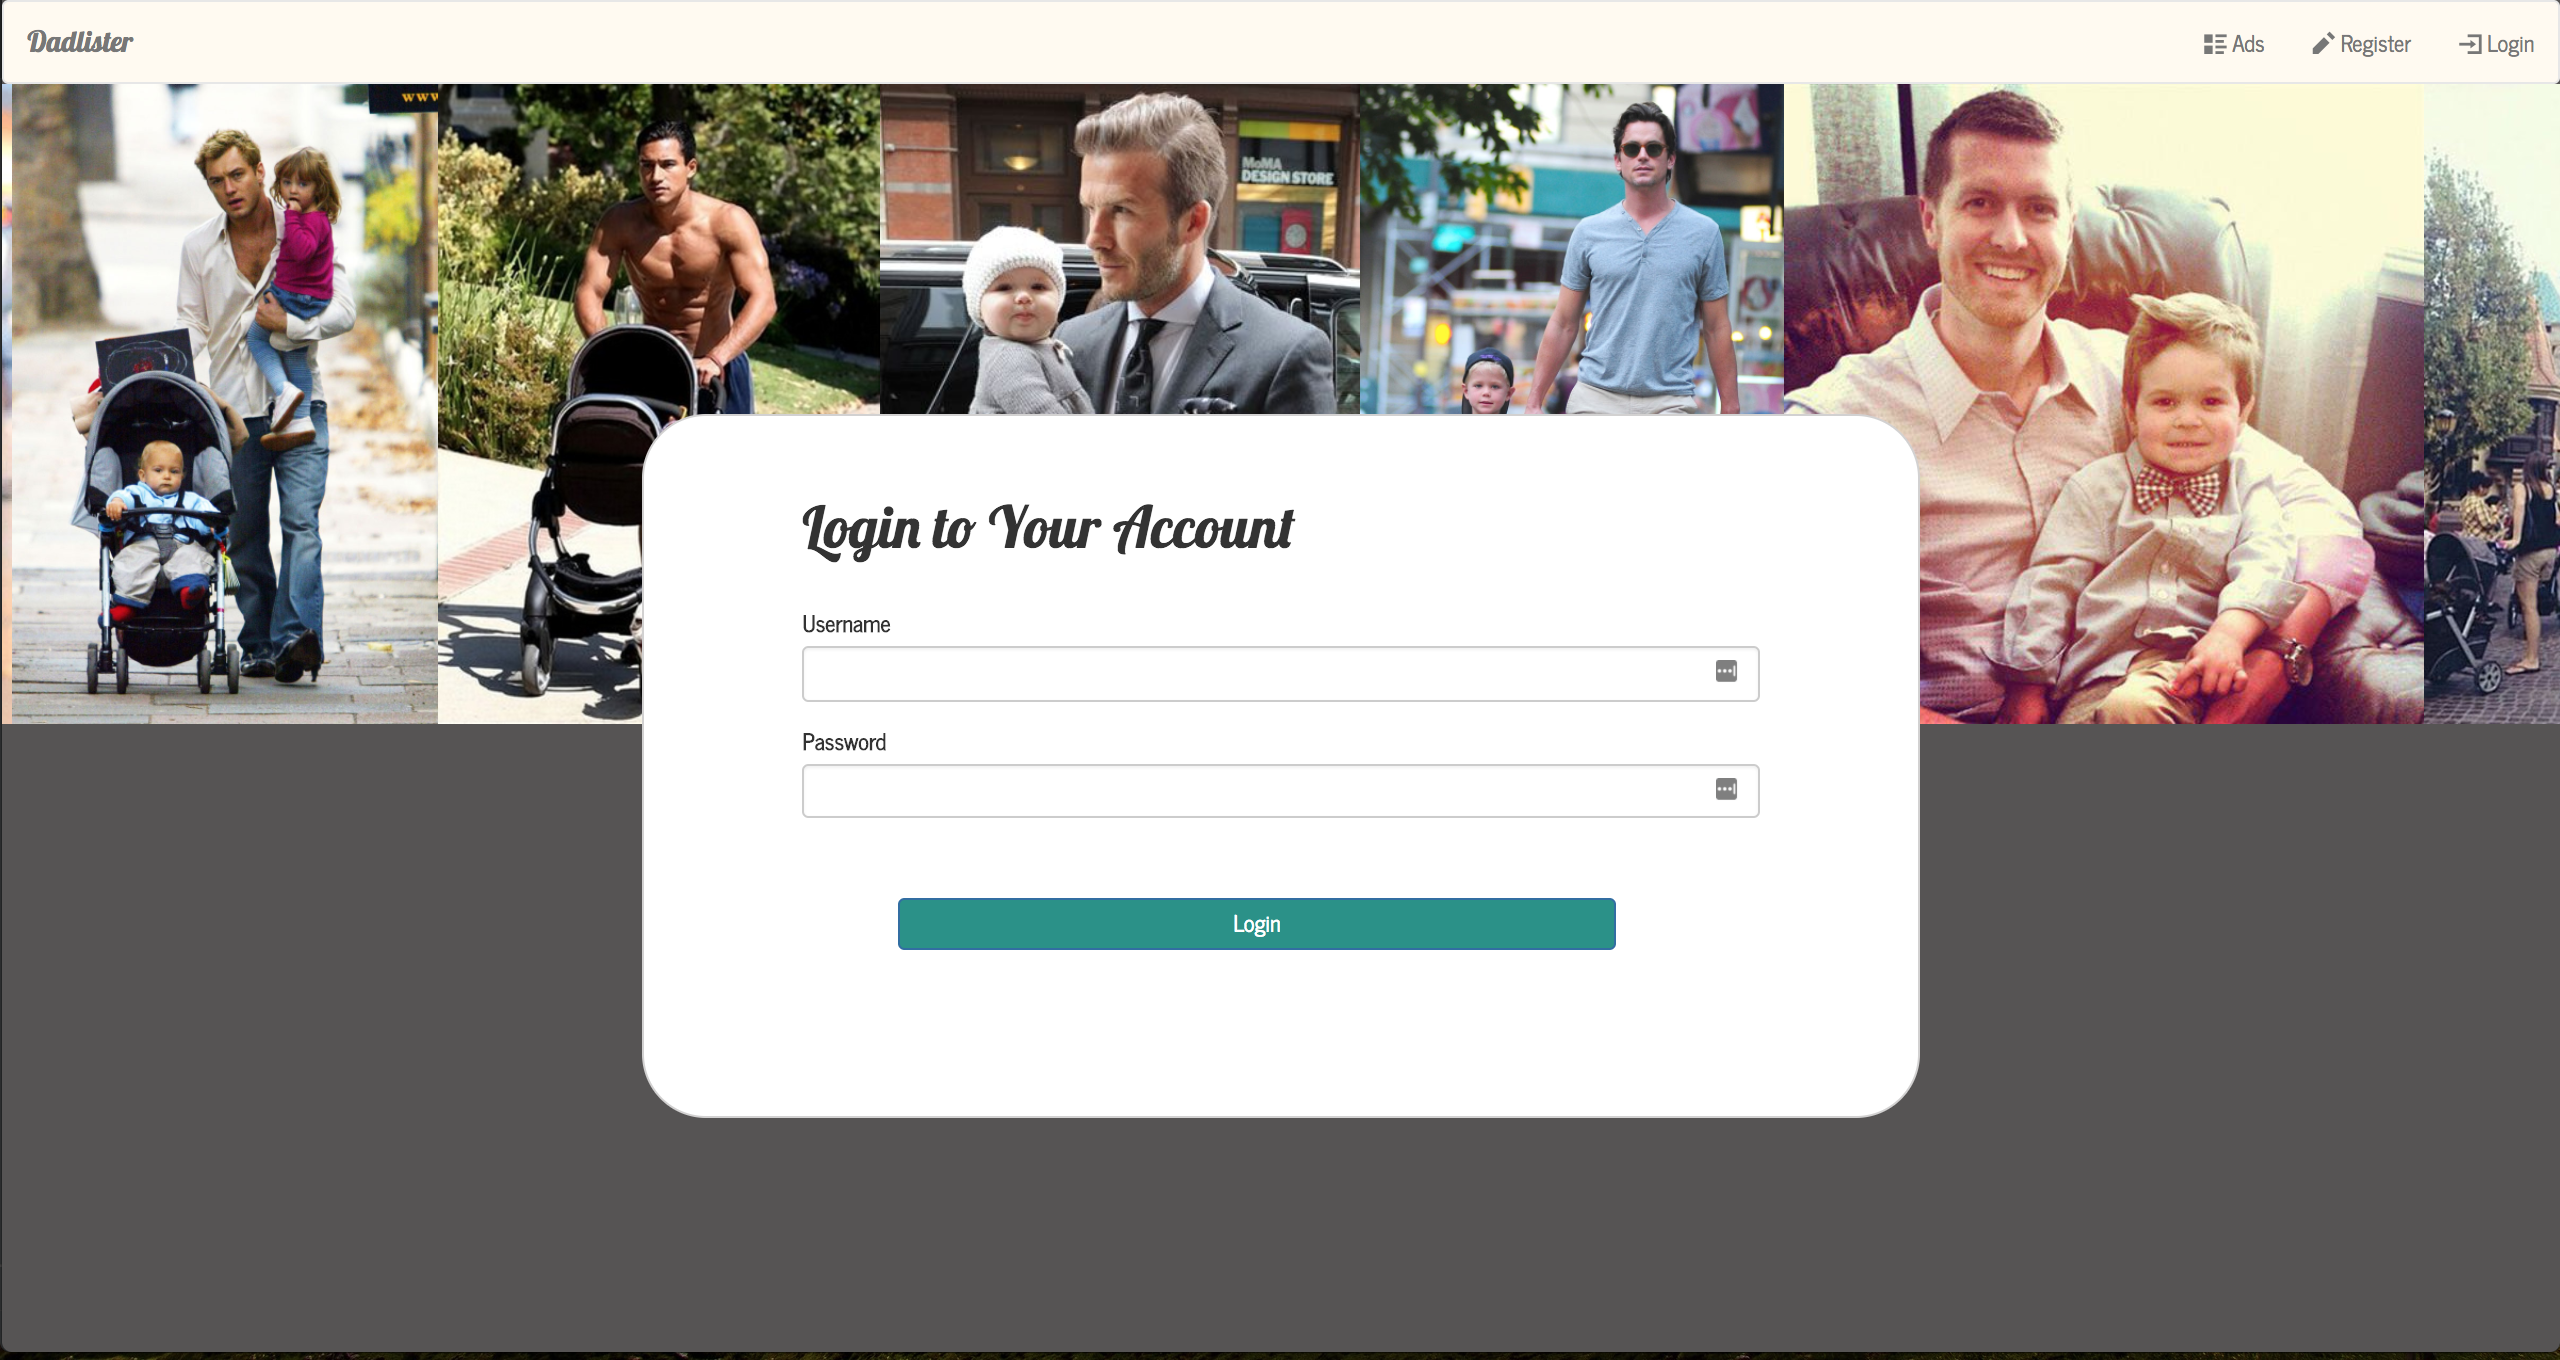 Dadlister
Ads
Register
Login
www
MoMA
DESIGN STORE
Login to Your Account
Username
Password
Login